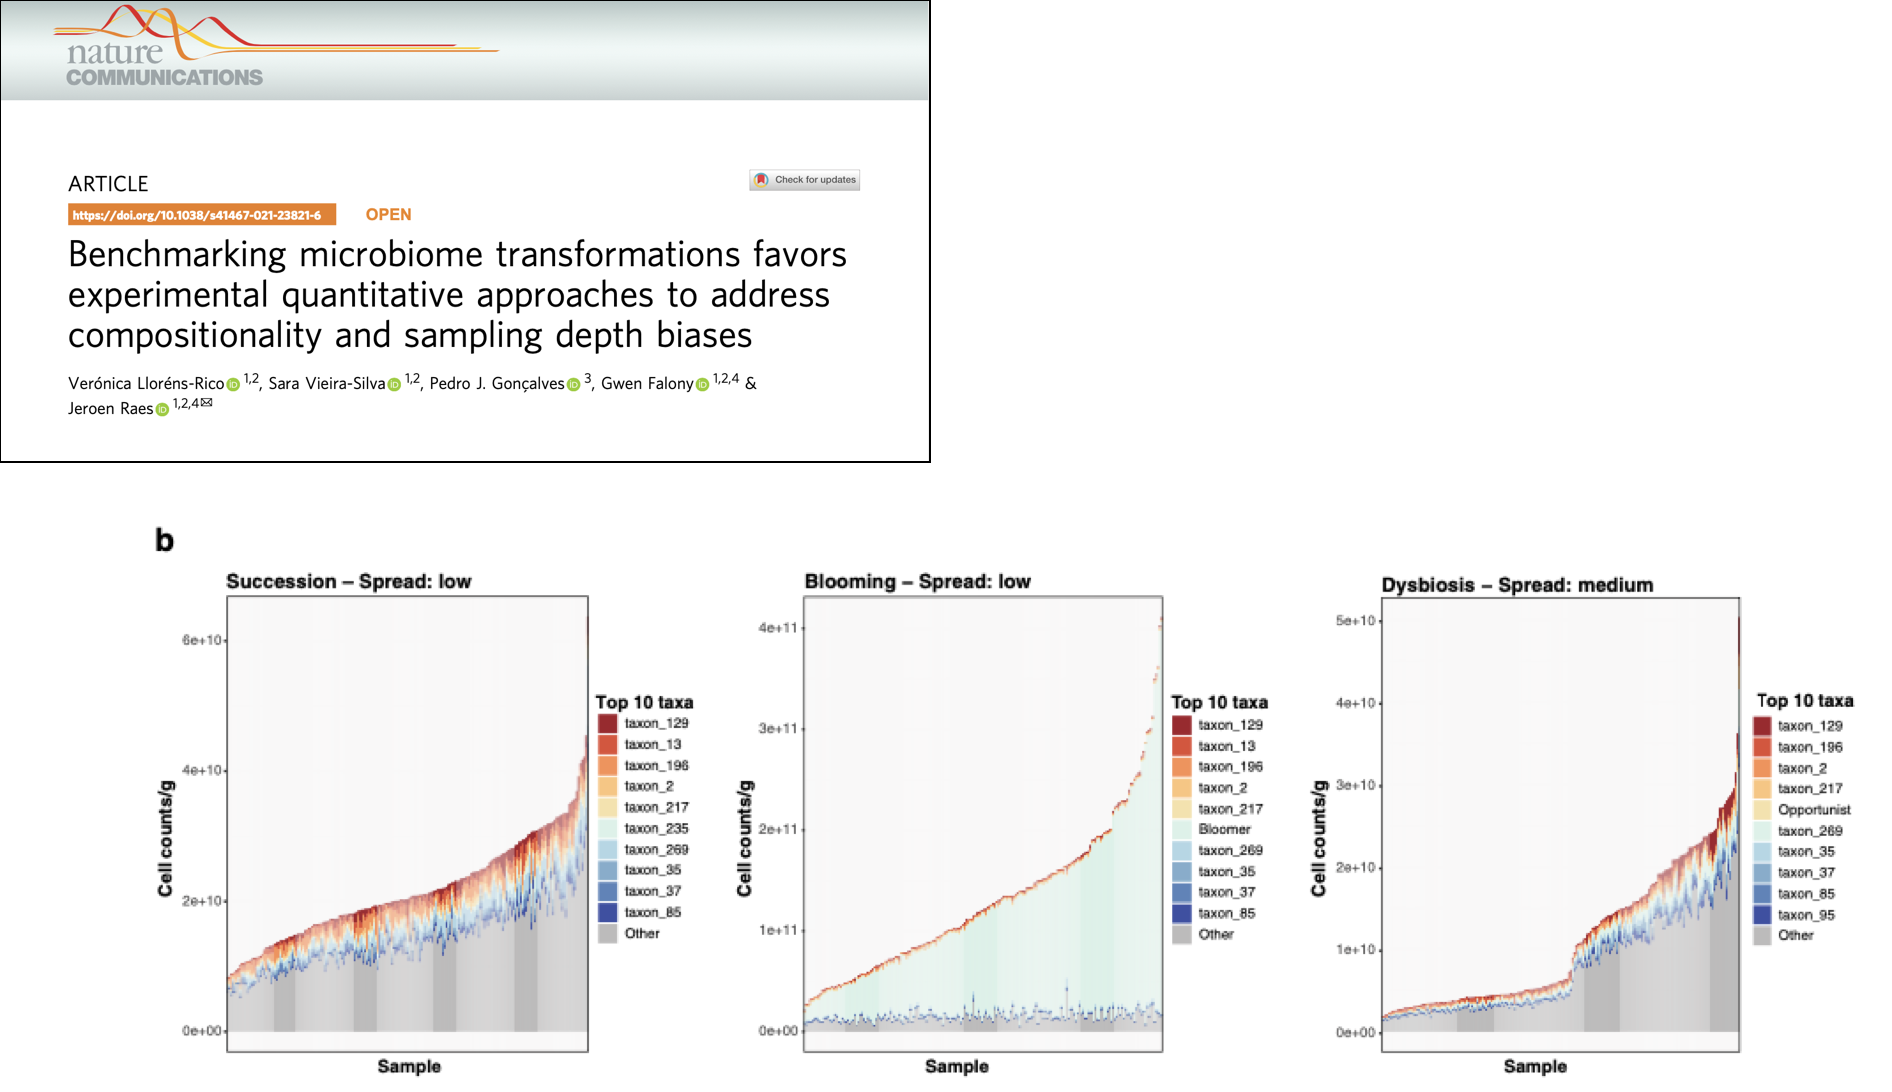 nature
COMMUNICATIONS
ARTICLE
Check for updates
https://doi.org/10.1038/s41467-021-23821-6
OPEN
Benchmarking microbiome transformations favors
experimental quantitative approaches to address
compositionality and sampling depth biases
Verónica Lloréns-Rico iD 1,2, Sara Vieira-Silva iD 1,2, Pedro J. Gonçalves iD 3, Gwen Falony iD 1,2,4 &
Jeroen Raes iD 1,2,4✉
b
Succession – Spread: low
6e+10
4e+10
2e+10
0e+00
Cell counts/g
Sample
Top 10 taxa
taxon_129
taxon_13
taxon_196
taxon_2
taxon_217
taxon_235
taxon_269
taxon_35
taxon_37
taxon_85
Other
Blooming – Spread: low
4e+11
3e+11
2e+11
1e+11
0e+00
Cell counts/g
Sample
Top 10 taxa
taxon_129
taxon_13
taxon_196
taxon_2
taxon_217
Bloomer
taxon_269
taxon_35
taxon_37
taxon_85
Other
Dysbiosis – Spread: medium
5e+10
4e+10
3e+10
2e+10
1e+10
0e+00
Cell counts/g
Sample
Top 10 taxa
taxon_129
taxon_196
taxon_2
taxon_217
Opportunist
taxon_269
taxon_35
taxon_37
taxon_85
taxon_95
Other